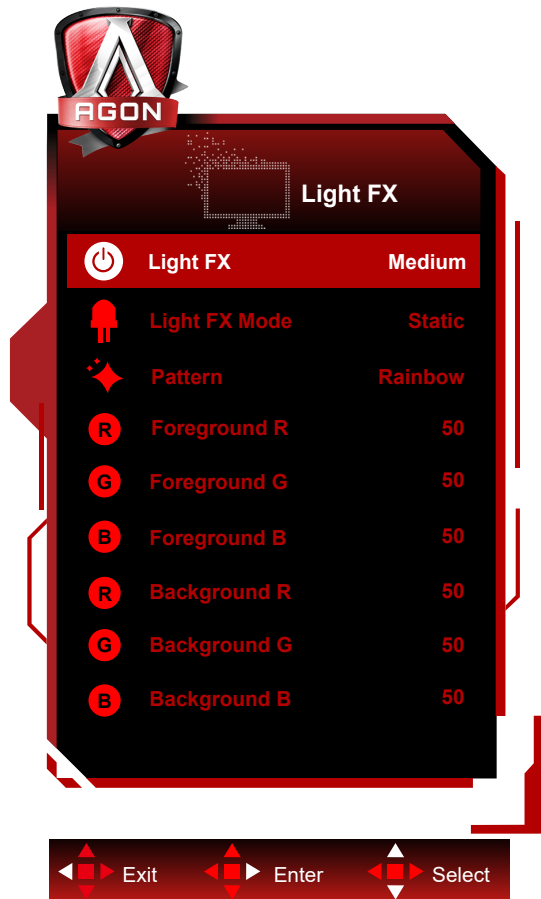 AGON
Light FX
Light FX Medium
Light FX Mode Static
Pattern Rainbow
R Foreground R 50
G Foreground G 50
B Foreground B 50
R Background R 50
G Background G 50
B Background B 50
Exit Enter Select